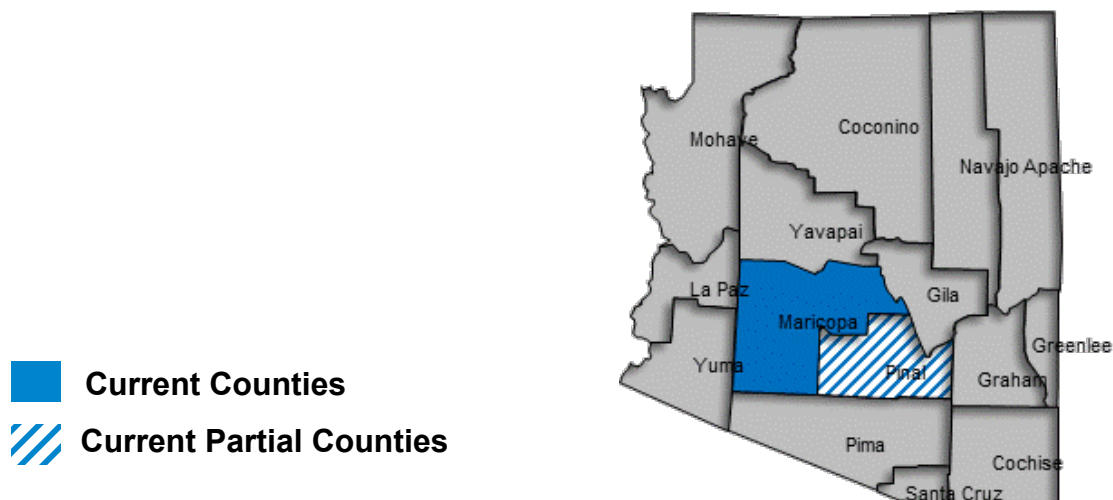 Coconino
Mohave
Navajo Apache
Yavapai
La Paz
Gila
Maricopa
Greenlee
Yuma
Pinal
Graham
Current Counties
Current Partial Counties
Pima
Cochise
Santa Cruz